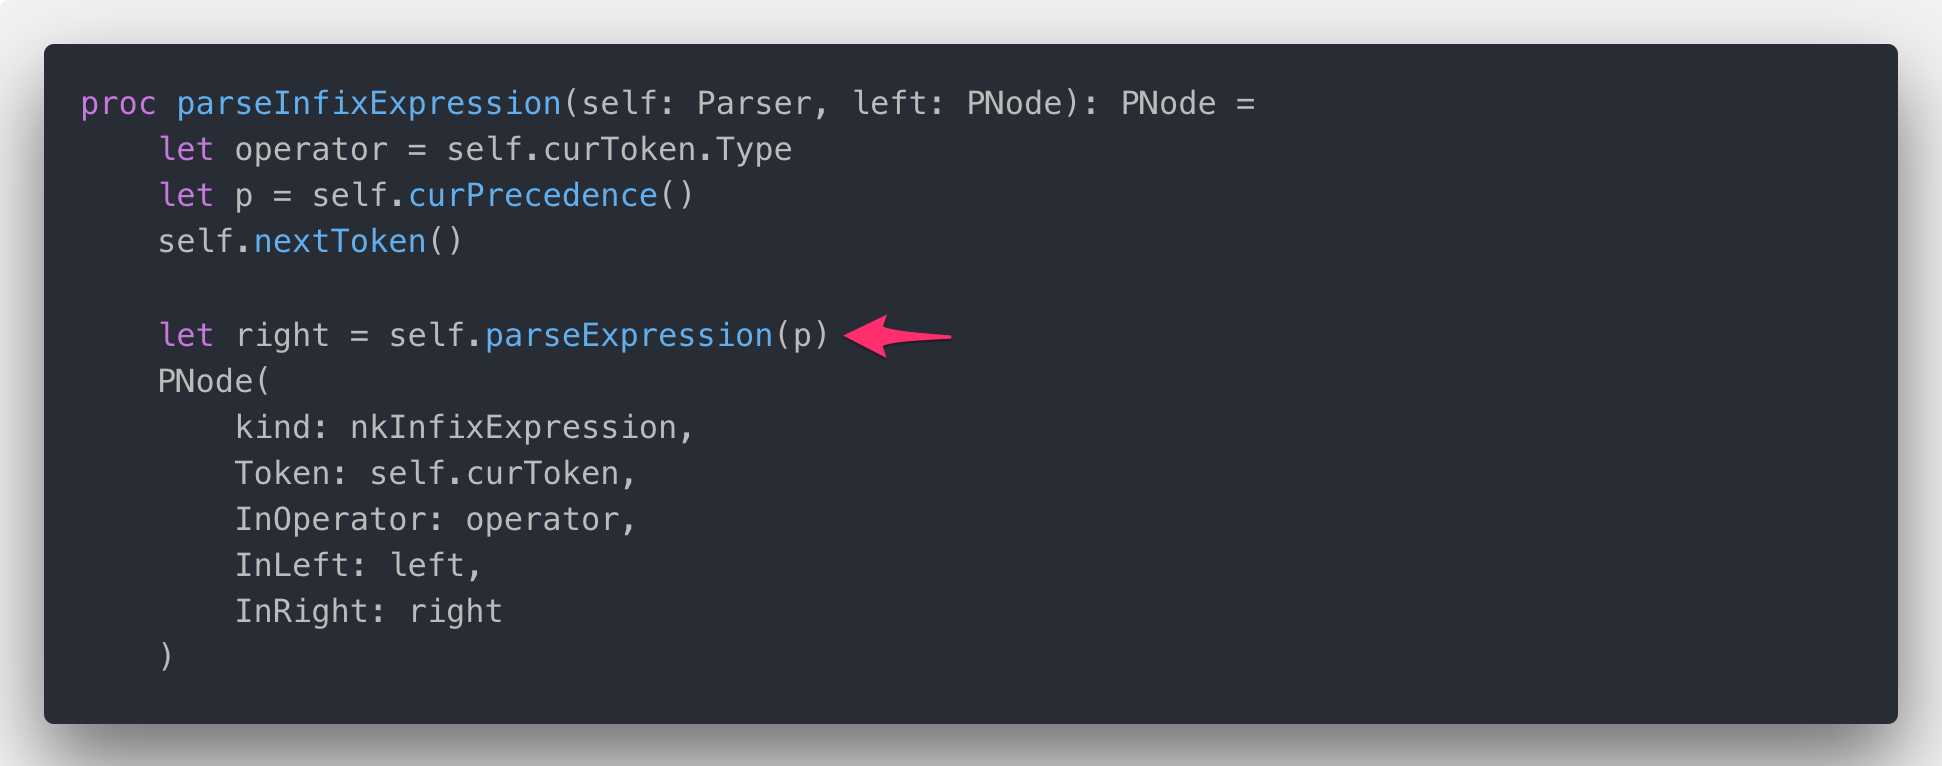 proc parseInfixExpression(self: Parser, left: PNode): PNode =
    let operator = self.curToken.Type
    let p = self.curPrecedence()
    self.nextToken()

    let right = self.parseExpression(p)
    PNode(
        kind: nkInfixExpression,
        Token: self.curToken,
        InOperator: operator,
        InLeft: left,
        InRight: right
    )